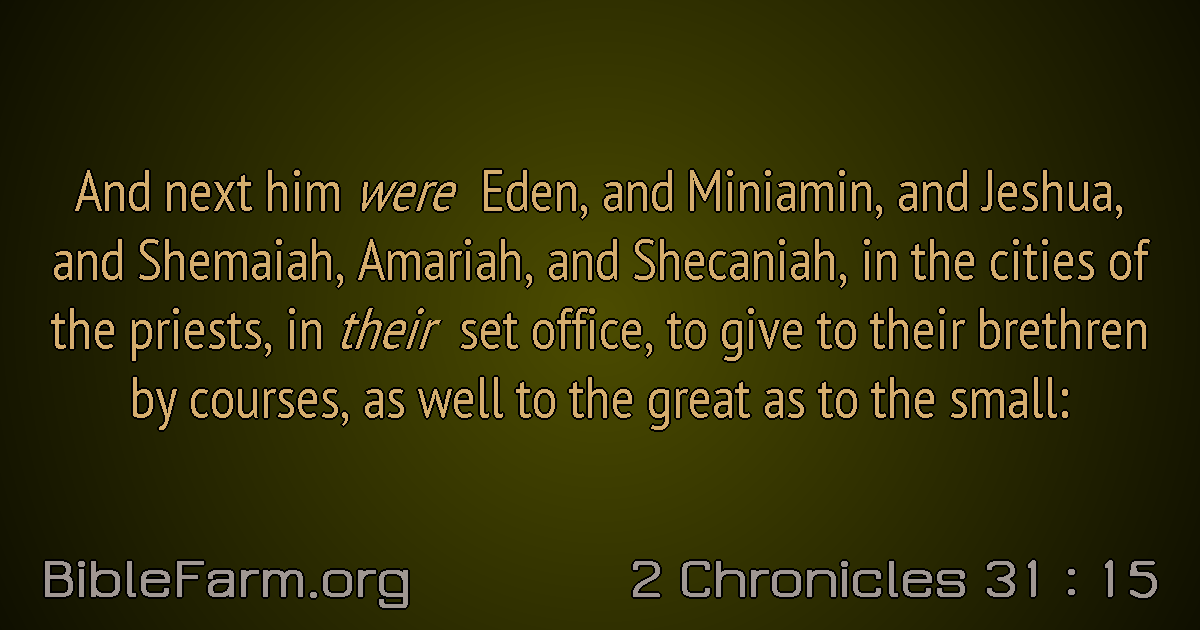 And next him were Eden, and Miniamin, and Jeshua,
and Shemaiah, Amariah, and Shecaniah, in the cities of
the priests, in their set office, to give to their brethren
by courses, as well to the great as to the small:
BibleFarm.org
2 Chronicles 31 : 15